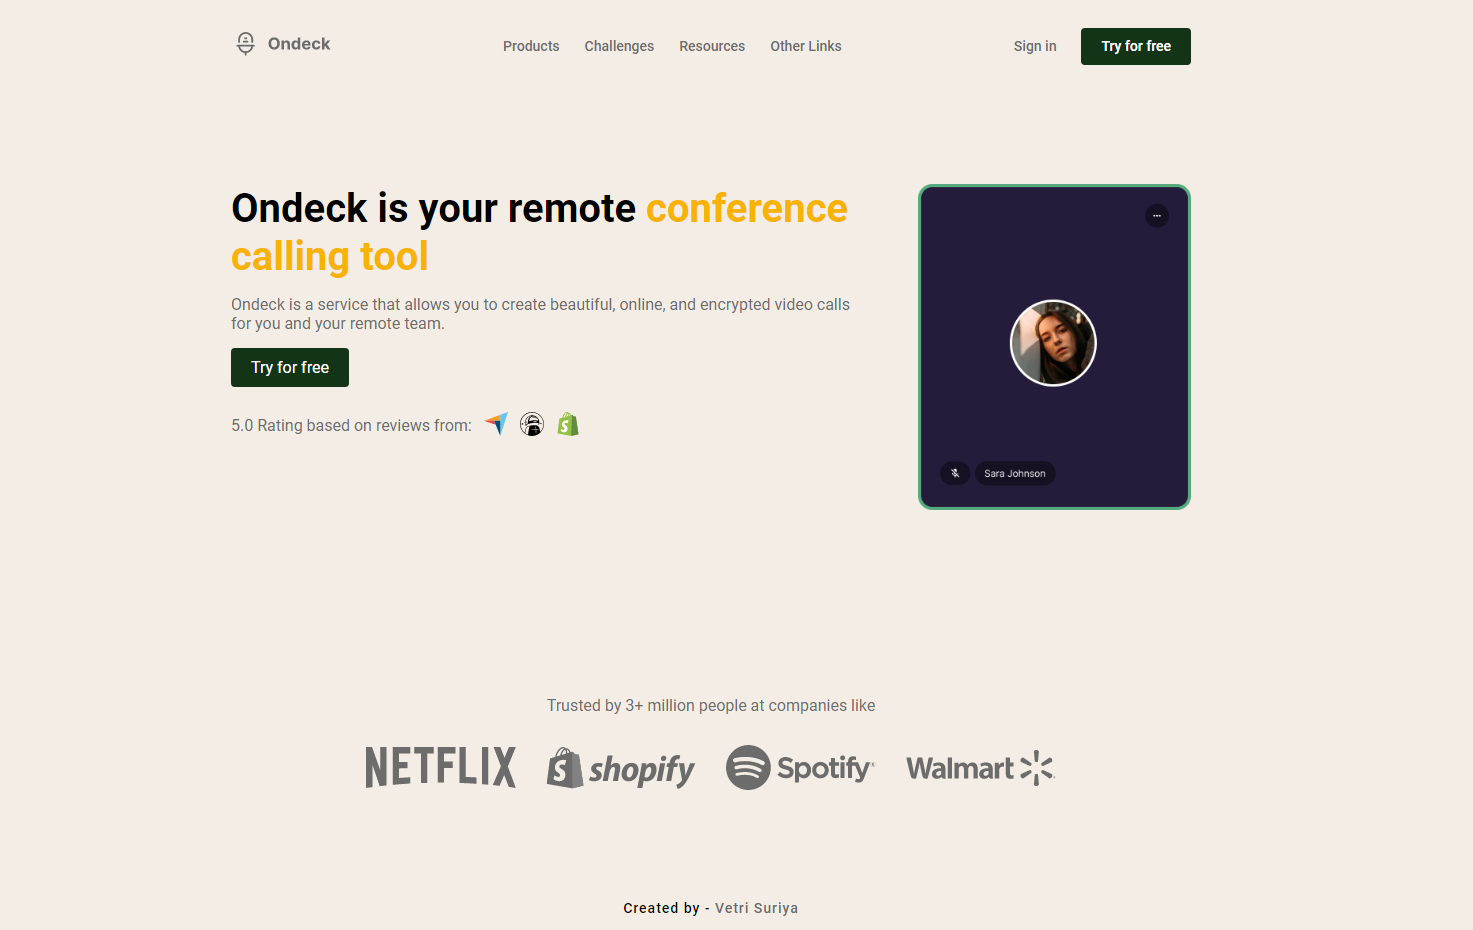 Ondeck
Products Challenges Resources Other Links
Sign in
Try for free
Ondeck is your remote conference
calling tool
Ondeck is a service that allows you to create beautiful, online, and encrypted video calls
for you and your remote team.
Try for free
5.0 Rating based on reviews from:
Sara Johnson
Trusted by 3+ million people at companies like
NETFLIX
shopify
Spotify
Walmart
Created by - Vetri Suriya